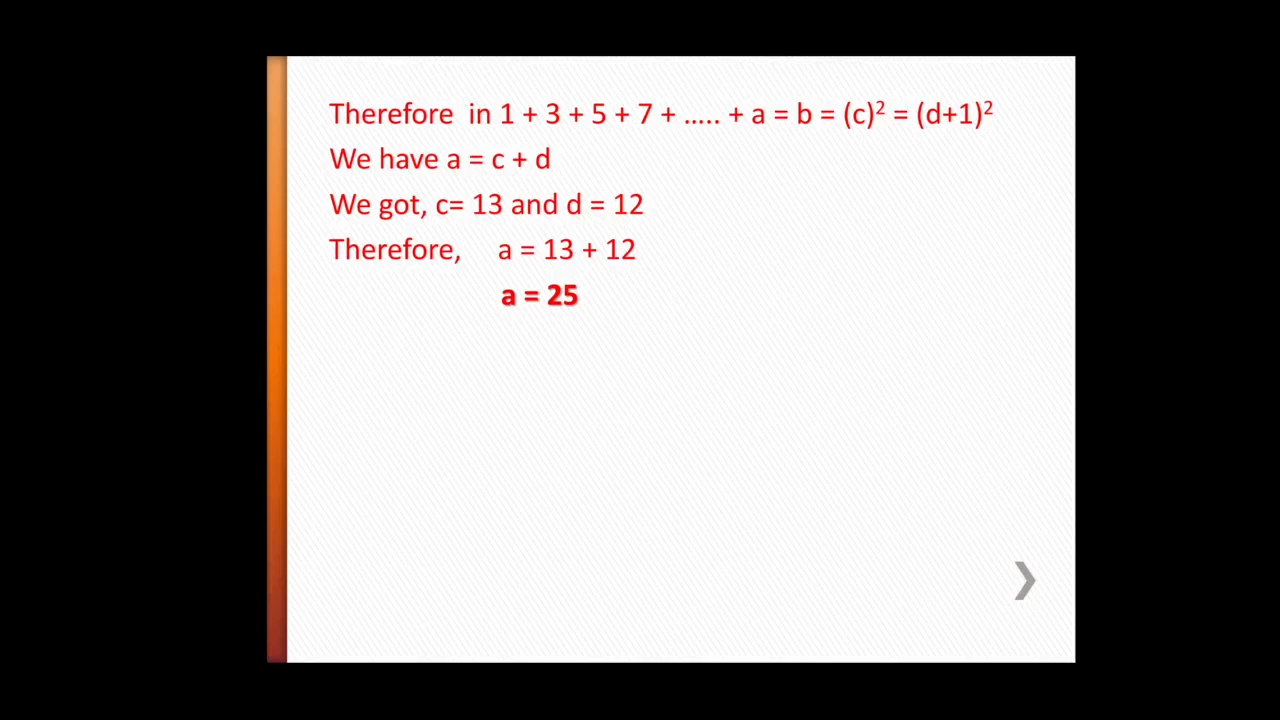 Therefore in 1 + 3 + 5 + 7 + ..... + a = b = (c)² = (d+1)²
We have a = c + d
We got, c= 13 and d = 12
Therefore, a = 13 + 12
a = 25